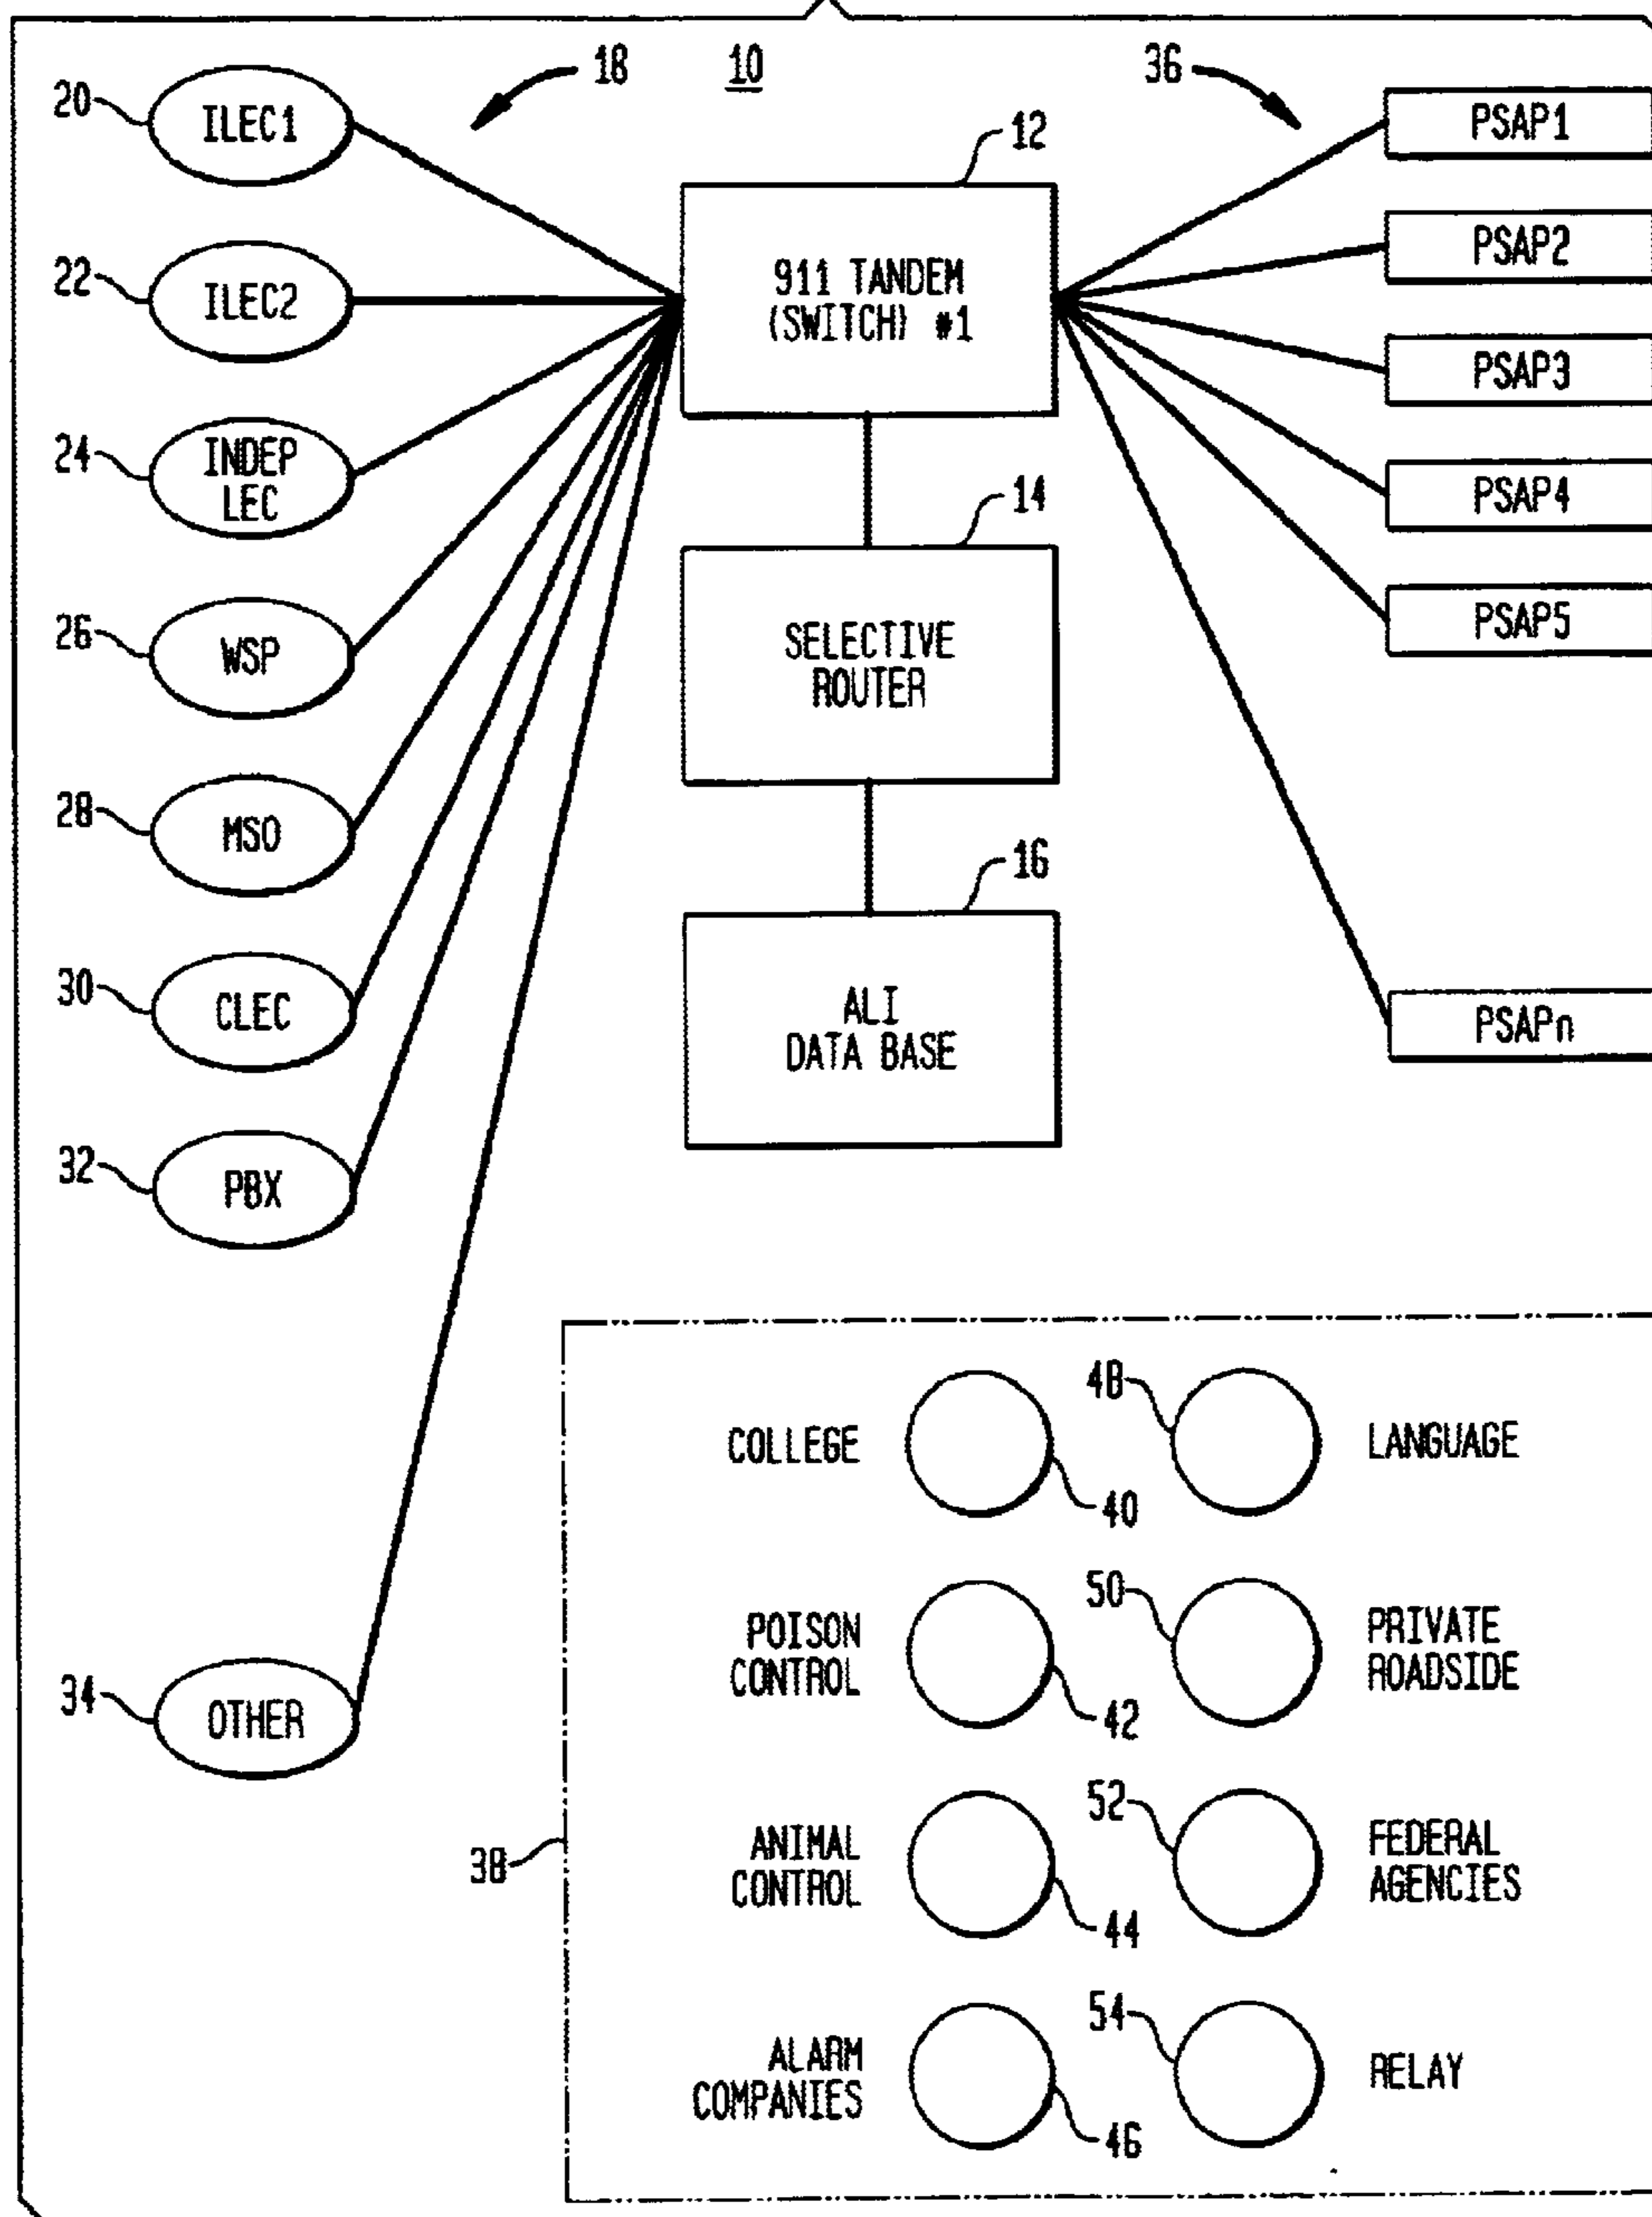 18
10
36
20
ILEC1
12
PSAP1
22
ILEC2
911 TANDEM
(SWITCH) #1
PSAP2
PSAP3
24
INDEP
LEC
14
PSAP4
26
WSP
SELECTIVE
ROUTER
PSAP5
28
MSO
16
30
CLEC
ALI
DATA BASE
PSAPn
32
PBX
34
OTHER
38
COLLEGE
40
48
LANGUAGE
POISON
CONTROL
42
50
PRIVATE
ROADSIDE
ANIMAL
CONTROL
44
52
FEDERAL
AGENCIES
ALARM
COMPANIES
46
54
RELAY